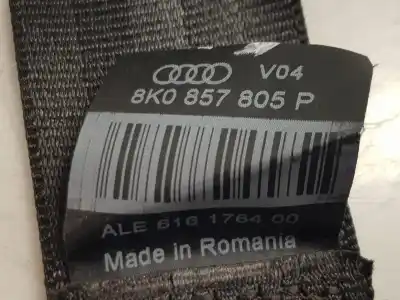 V04
8K0 857 805 P
ALE 616 1764 00
Made in Romania